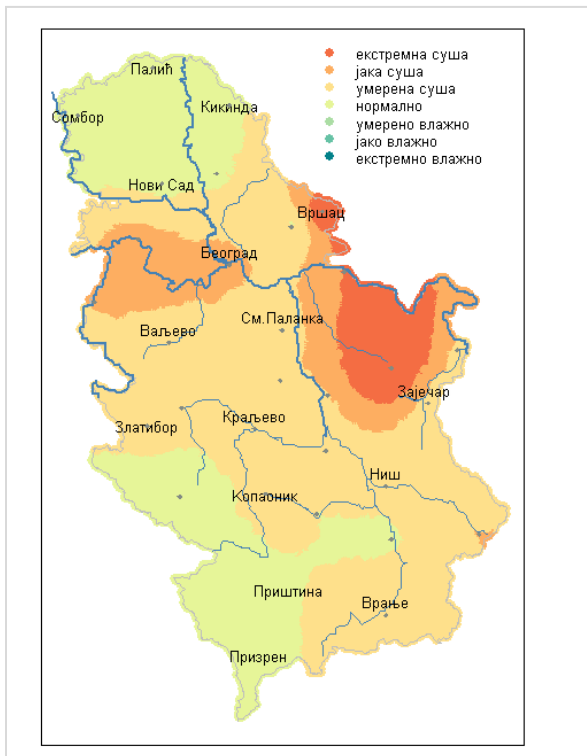 екстремна суша
јака суша
умерена суша
нормално
умерено влажно
јако влажно
екстремно влажно
Палић
Кикинда
Сомбор
Нови Сад
Вршац
Београд
См.Паланка
Ваљево
Зајечар
Краљево
Златибор
Ниш
Копаоник
Приштина
Врање
Призрен